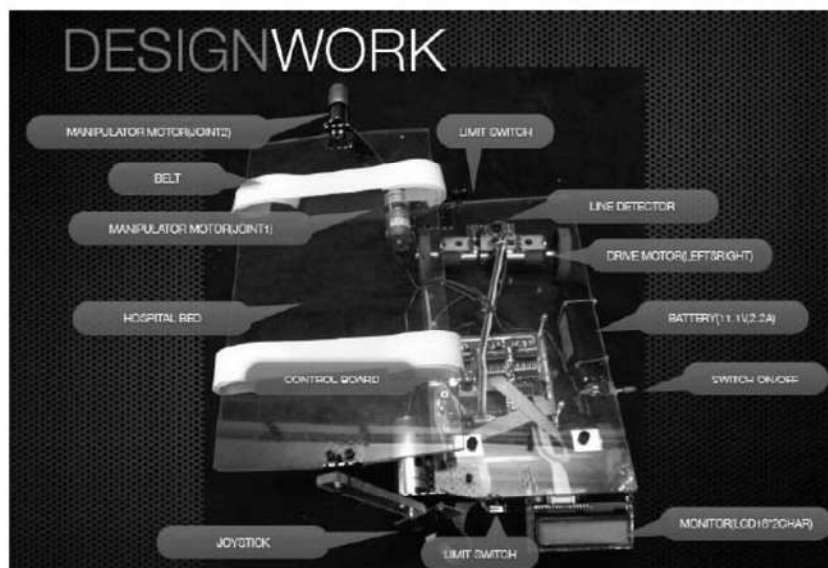 DESIGNWORK
MANIPULATOR MOTOR(JOINT2)
LIMIT SWITCH
BELT
LINE DETECTOR
MANIPULATOR MOTOR(JOINT1)
DRIVE MOTOR(LEFT&RIGHT)
HOSPITAL BED
BATTERY(11.1V,2.2A)
CONTROL BOARD
SWITCH ON/OFF
MONITOR(LCD16*2CHAR)
JOYSTICK
LIMIT SWITCH